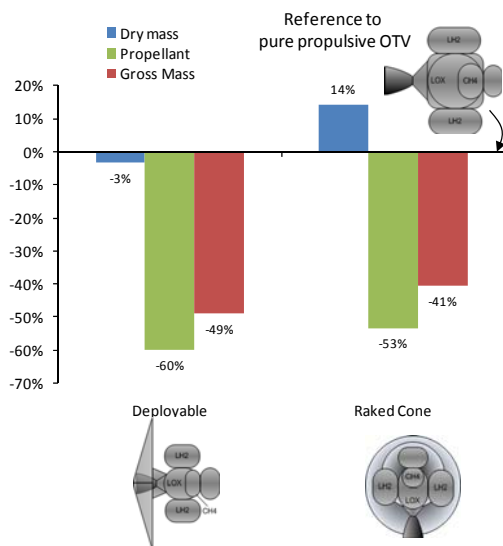 Dry mass
Propellant
Gross Mass
Reference to
pure propulsive OTV
LH2
LOX
CH4
LH2
20%
10%
0%
-10%
-20%
-30%
-40%
-50%
-60%
-70%
-3%
-60%
-49%
14%
-53%
-41%
Deployable
Raked Cone
LH2
LOX
LH2
CH4
CH4
LH2
LH2
LOX